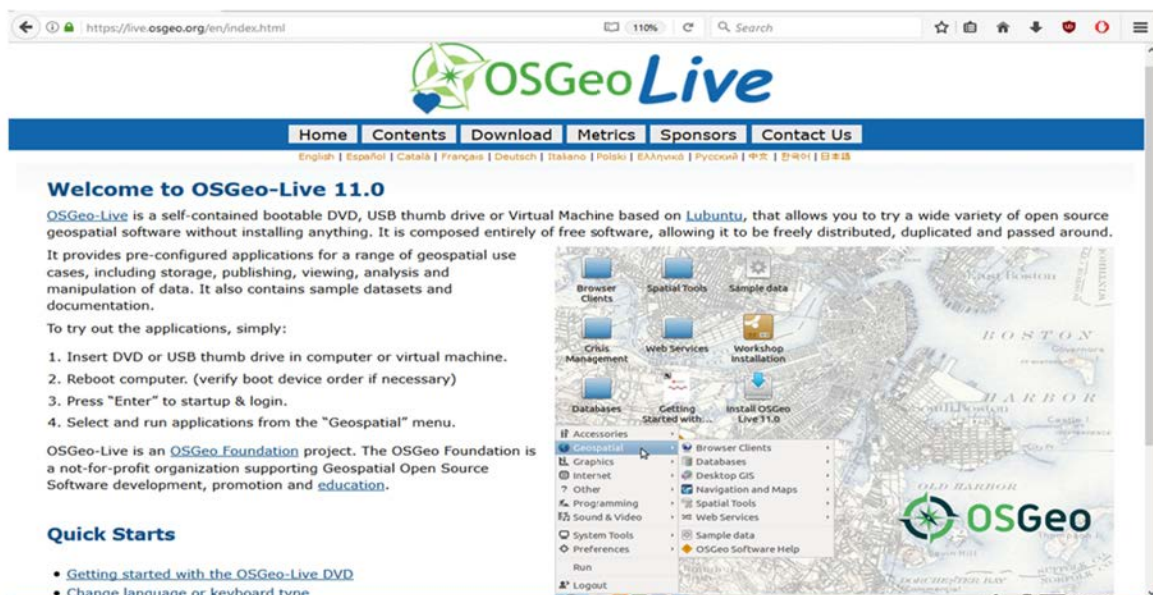 https://live.osgeo.org/en/index.html
110%
Search
OSGeo Live
Home Contents Download Metrics Sponsors Contact Us
English | Español | Català | Français | Deutsch | Italiano | Polski | Ελληνικά | Русский | 中文 | 한국어 | 日本語
Welcome to OSGeo-Live 11.0
OSGeo-Live is a self-contained bootable DVD, USB thumb drive or Virtual Machine based on Lubuntu, that allows you to try a wide variety of open source
geospatial software without installing anything. It is composed entirely of free software, allowing it to be freely distributed, duplicated and passed around.
It provides pre-configured applications for a range of geospatial use
cases, including storage, publishing, viewing, analysis and
manipulation of data. It also contains sample datasets and
documentation.
To try out the applications, simply:
1. Insert DVD or USB thumb drive in computer or virtual machine.
2. Reboot computer. (verify boot device order if necessary)
3. Press "Enter" to startup & login.
4. Select and run applications from the "Geospatial" menu.
OSGeo-Live is an OSGeo Foundation project. The OSGeo Foundation is
a not-for-profit organization supporting Geospatial Open Source
Software development, promotion and education.
Quick Starts
• Getting started with the OSGeo-Live DVD
• Change language or keyboard type
Browser Clients
Spatial Tools
Sample data
Crisis Management
Web Services
Workshop Installation
Databases
Getting Started with...
Install OSGeo Live 11.0
Accessories
Geospatial
Graphics
Internet
Other
Programming
Sound & Video
System Tools
Preferences
Run
Logout
Browser Clients
Databases
Desktop GIS
Navigation and Maps
Spatial Tools
Web Services
Sample data
OSGeo Software Help
BOSTON
HARBOR
OLD HARBOR
OSGeo
DORCHESTER BAY